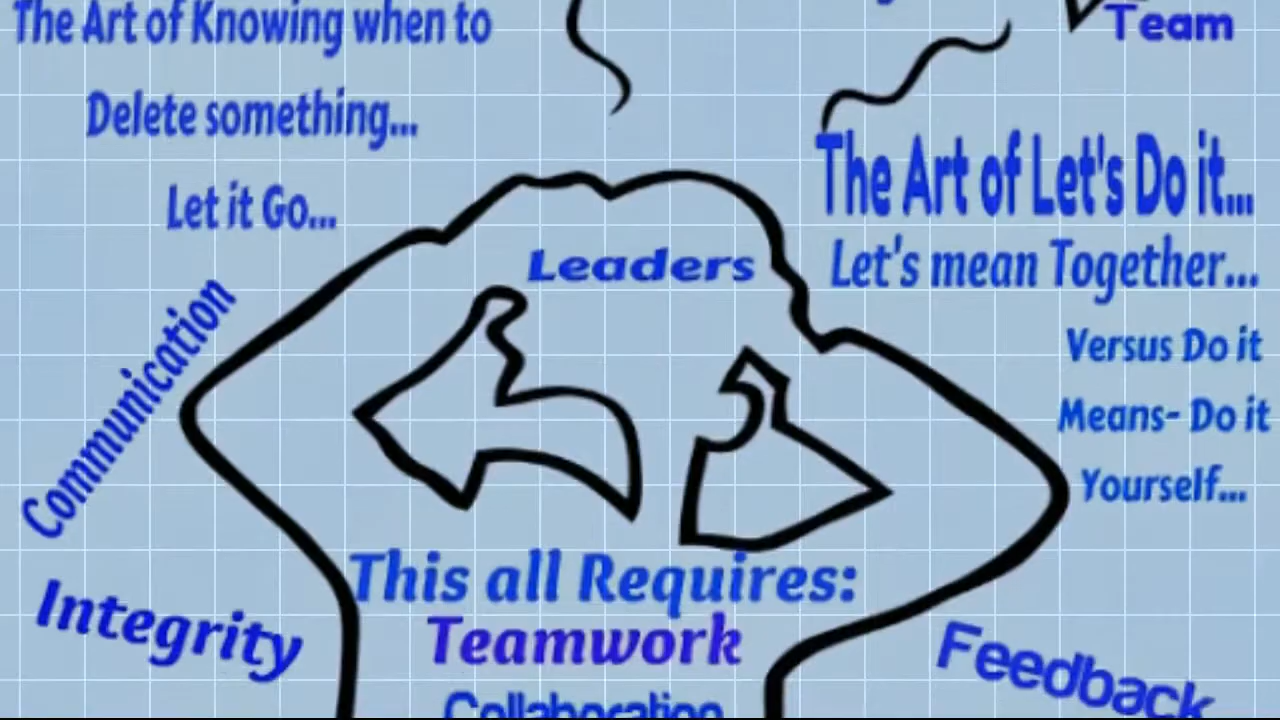 The Art of Knowing when to
Delete something...
Let it Go...
Team
The Art of Let's Do it...
Let's mean Together...
Versus Do it
Means- Do it
Yourself...
Leaders
Communication
Integrity
This all Requires:
Teamwork
Collaboration
Feedback